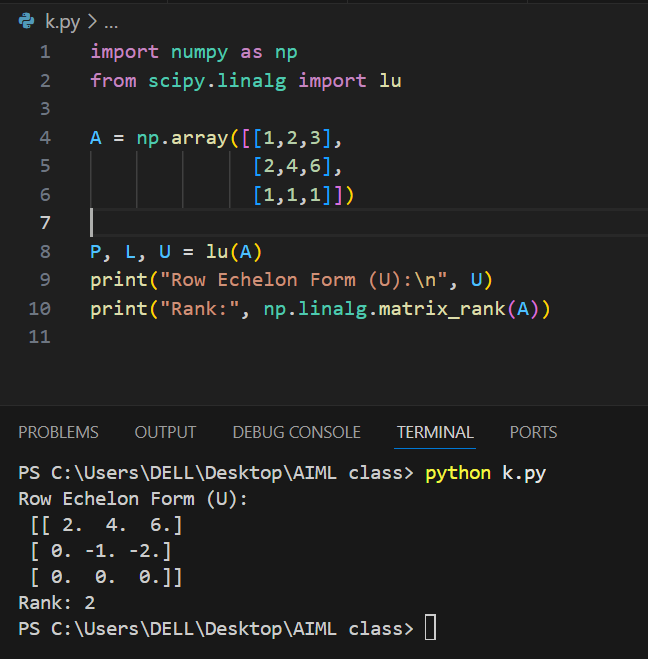 k.py > ...
1 import numpy as np
2 from scipy.linalg import lu
3
4 A = np.array([[1,2,3],
5               [2,4,6],
6               [1,1,1]])
7
8 P, L, U = lu(A)
9 print("Row Echelon Form (U):\n", U)
10 print("Rank:", np.linalg.matrix_rank(A))
11
PROBLEMS OUTPUT DEBUG CONSOLE TERMINAL PORTS
PS C:\Users\DELL\Desktop\AIML class> python k.py
Row Echelon Form (U):
 [[ 2.  4.  6.]
 [ 0. -1. -2.]
 [ 0.  0.  0.]]
Rank: 2
PS C:\Users\DELL\Desktop\AIML class>